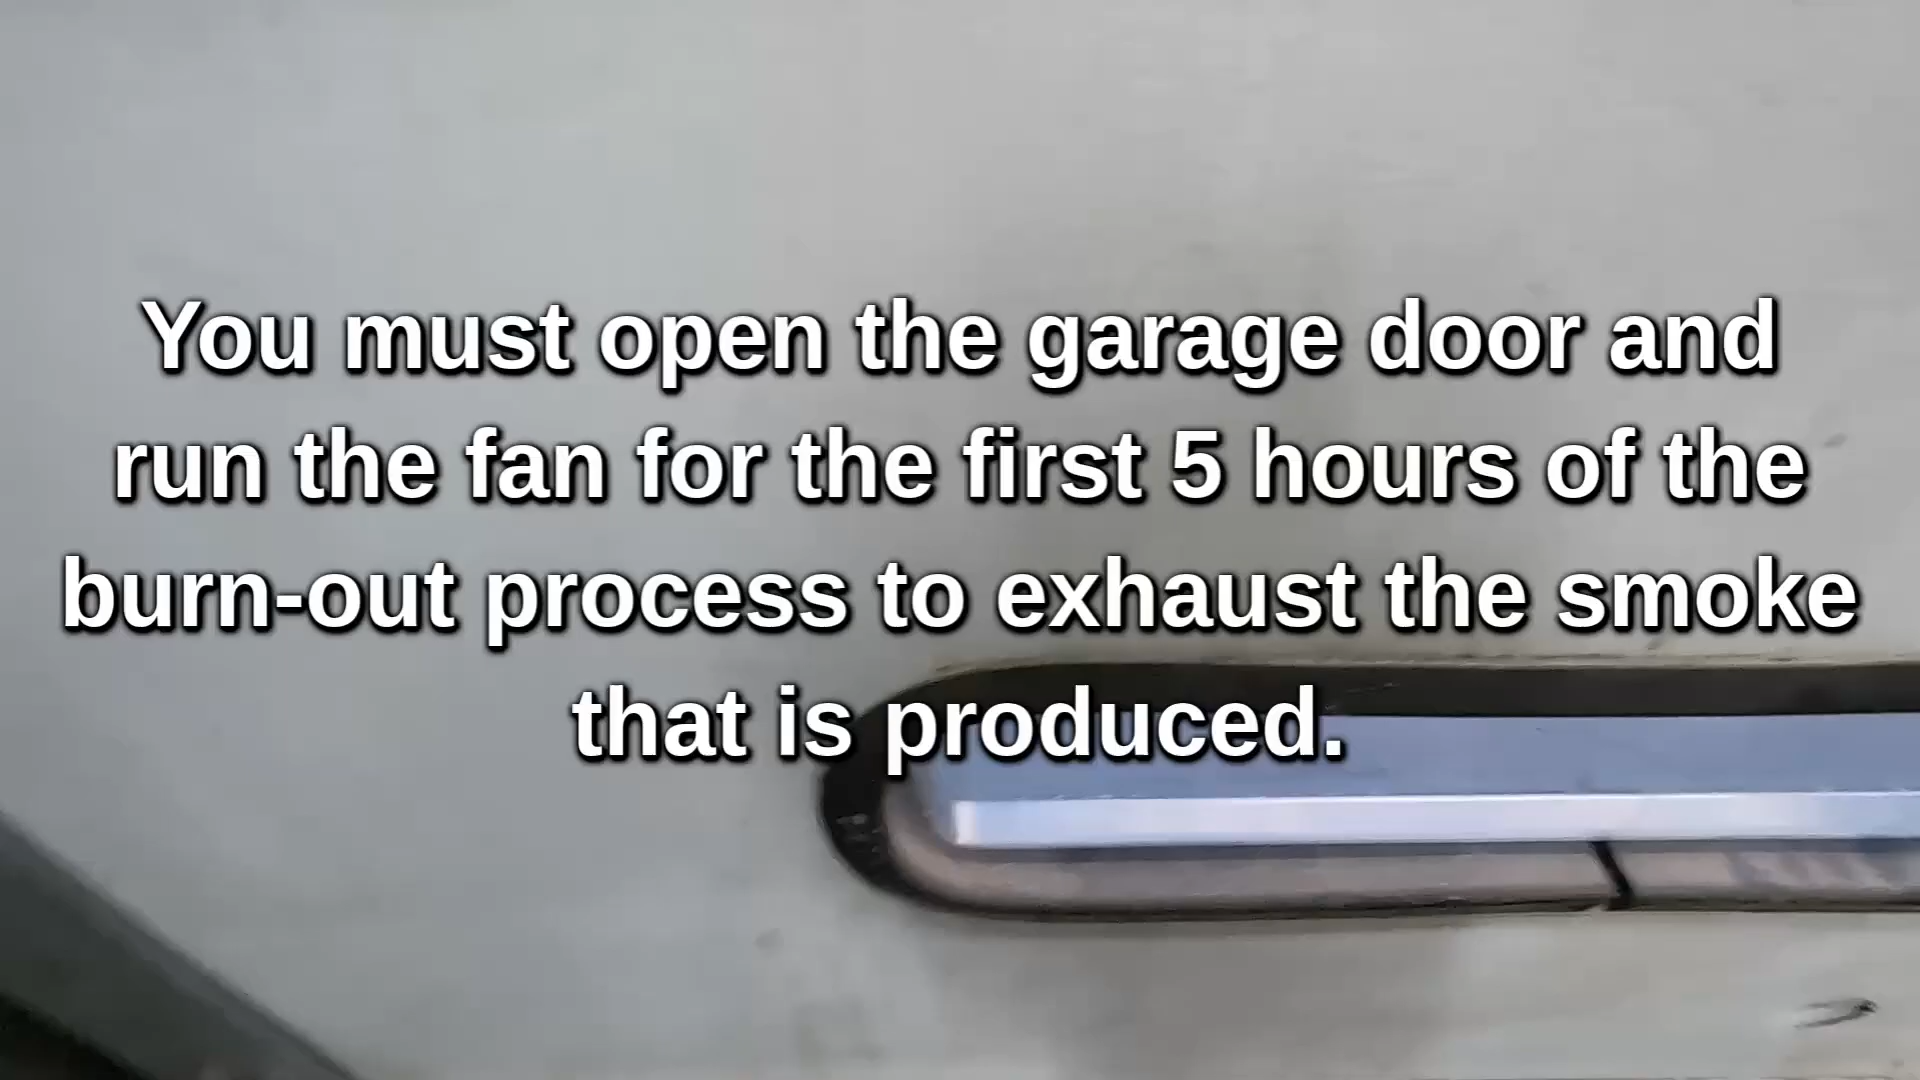 You must open the garage door and
run the fan for the first 5 hours of the
burn-out process to exhaust the smoke
that is produced.